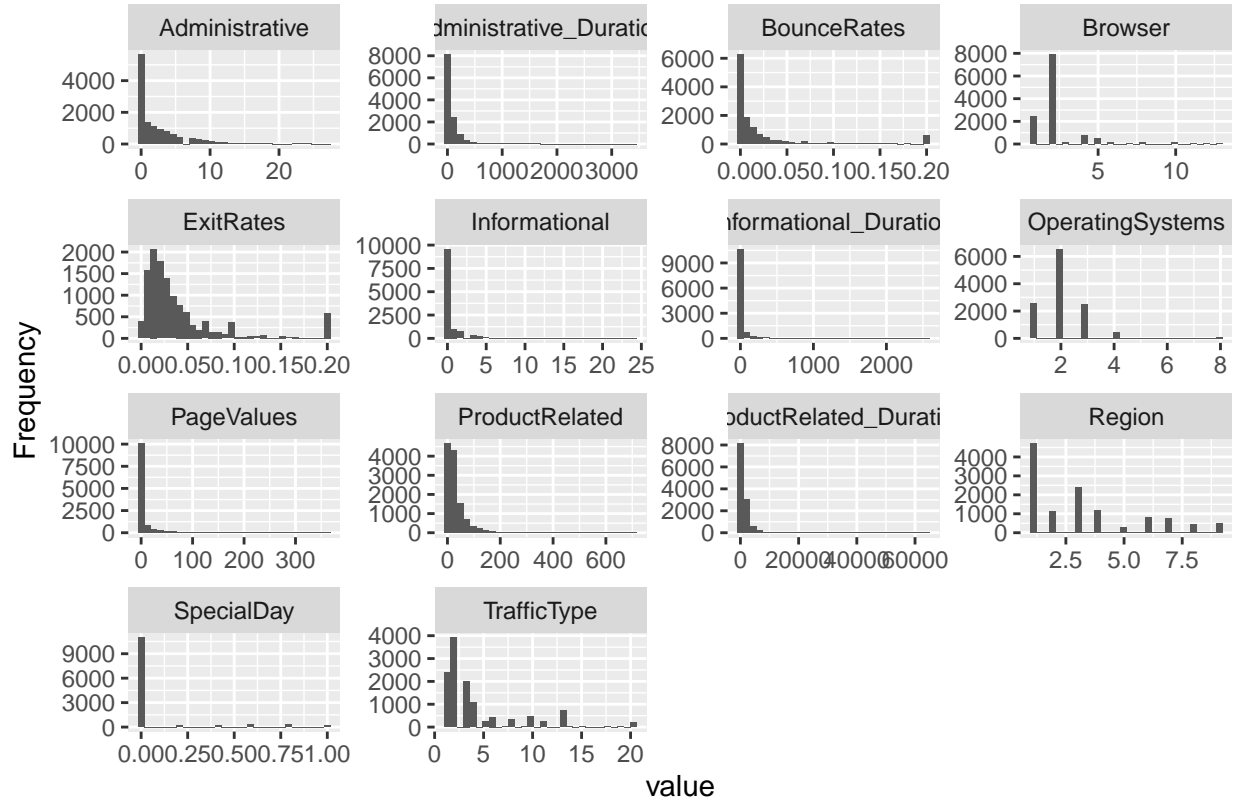 Administrative
dministrative_Duratio
BounceRates
Browser
4000
2000
0
0 10 20
8000
6000
4000
2000
0
0 1000 2000 3000
6000
4000
2000
0
0.00 0.05 0.10 0.15 0.20
8000
6000
4000
2000
0
5 10
ExitRates
Informational
nformational_Duratio
OperatingSystems
2000
1500
1000
500
0
0.00 0.05 0.10 0.15 0.20
10000
7500
5000
2500
0
0 5 10 15 20 25
9000
6000
3000
0
0 1000 2000
6000
4000
2000
0
2 4 6 8
Frequency
PageValues
ProductRelated
oductRelated_Durati
Region
10000
7500
5000
2500
0
0 100 200 300
4000
3000
2000
1000
0
0 200 400 600
8000
6000
4000
2000
0
0 20000 40000 60000
4000
3000
2000
1000
0
2.5 5.0 7.5
SpecialDay
TrafficType
9000
6000
3000
0
0.00 0.25 0.50 0.75 1.00
4000
3000
2000
1000
0
0 5 10 15 20
value